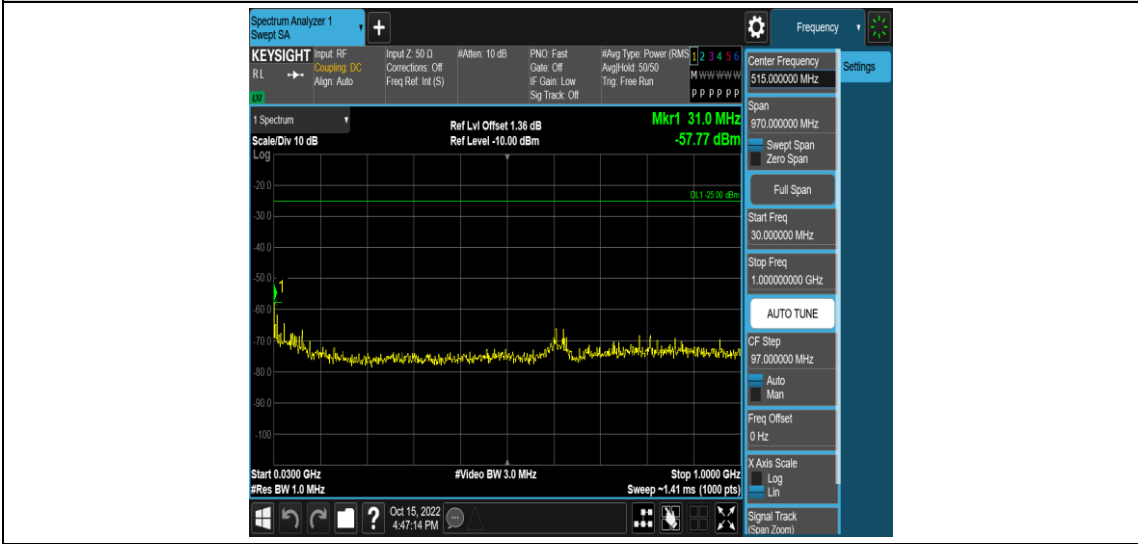 Spectrum Analyzer 1
Swept SA
Frequency
KEYSIGHT
RL
Input: RF
Coupling: DC
Align: Auto
Input Z: 50 Ω
Corrections: Off
Freq Ref: Int (S)
#Atten: 10 dB
PNO: Fast
Gate: Off
IF Gain: Low
Sig Track: Off
#Avg Type: Power (RMS
Avg|Hold: 50/50
Trig: Free Run
1 2 3 4 5 6
M W W W W W
P P P P P P
1 Spectrum
Scale/Div 10 dB
Log
Ref Lvl Offset 1.36 dB
Ref Level -10.00 dBm
Mkr1 31.0 MHz
-57.77 dBm
DL1 -25.00 dBm
-20.0
-30.0
-40.0
-50.0
1
-60.0
-70.0
-80.0
-90.0
-100
Start 0.0300 GHz
#Res BW 1.0 MHz
#Video BW 3.0 MHz
Stop 1.0000 GHz
Sweep ~1.41 ms (1000 pts)
?
Oct 15, 2022
4:47:14 PM
Center Frequency
515.000000 MHz
Settings
Span
970.000000 MHz
Swept Span
Zero Span
Full Span
Start Freq
30.000000 MHz
Stop Freq
1.000000000 GHz
AUTO TUNE
CF Step
97.000000 MHz
Auto
Man
Freq Offset
0 Hz
X Axis Scale
Log
Lin
Signal Track
(Span Zoom)